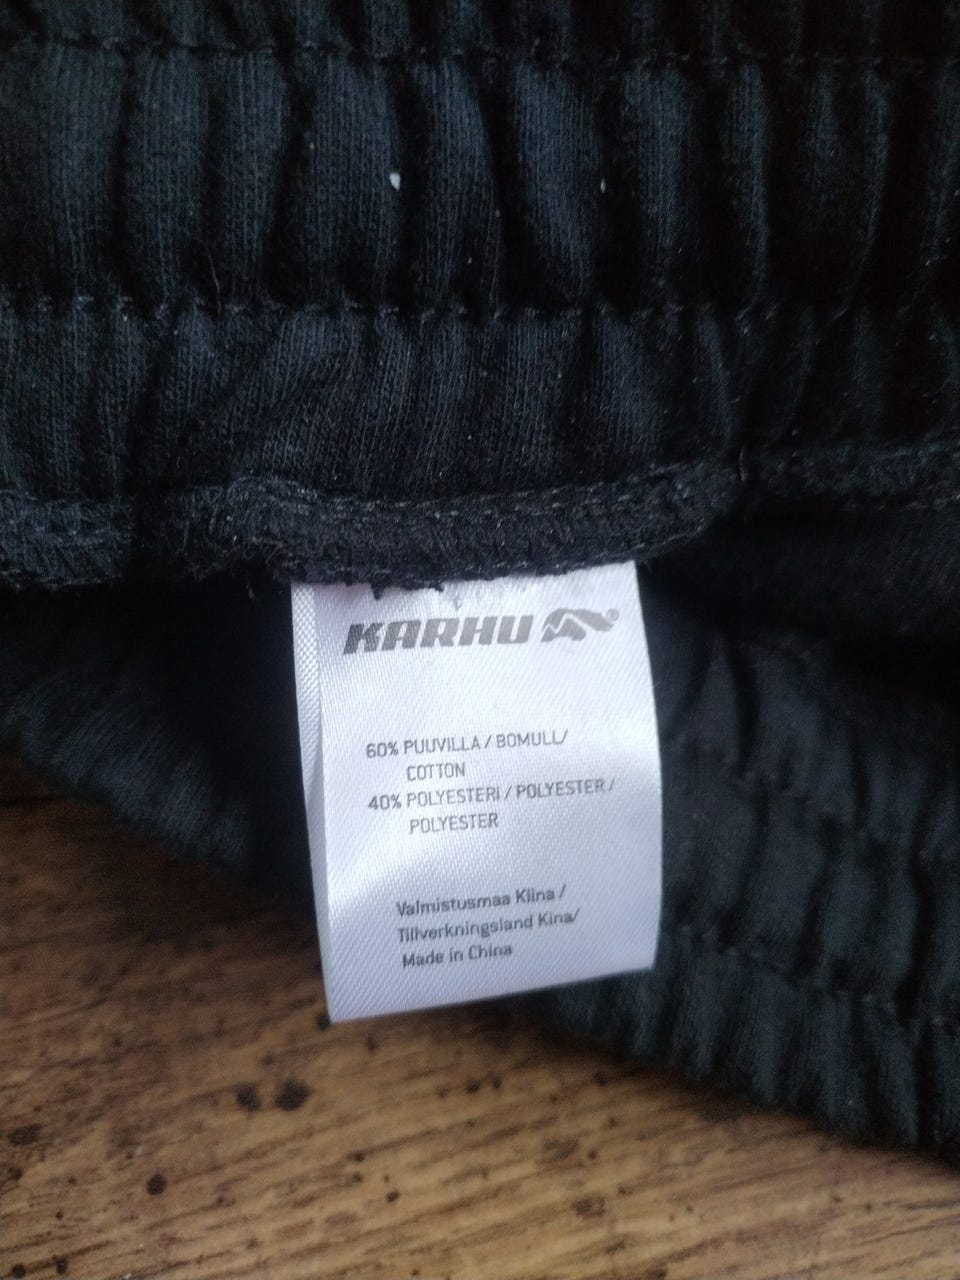 KARHU
60% PUUVILLA / BOMULL/
COTTON
40% POLYESTERI / POLYESTER /
POLYESTER
Valmistusmaa Kiina /
Tillverkningsland Kina/
Made in China